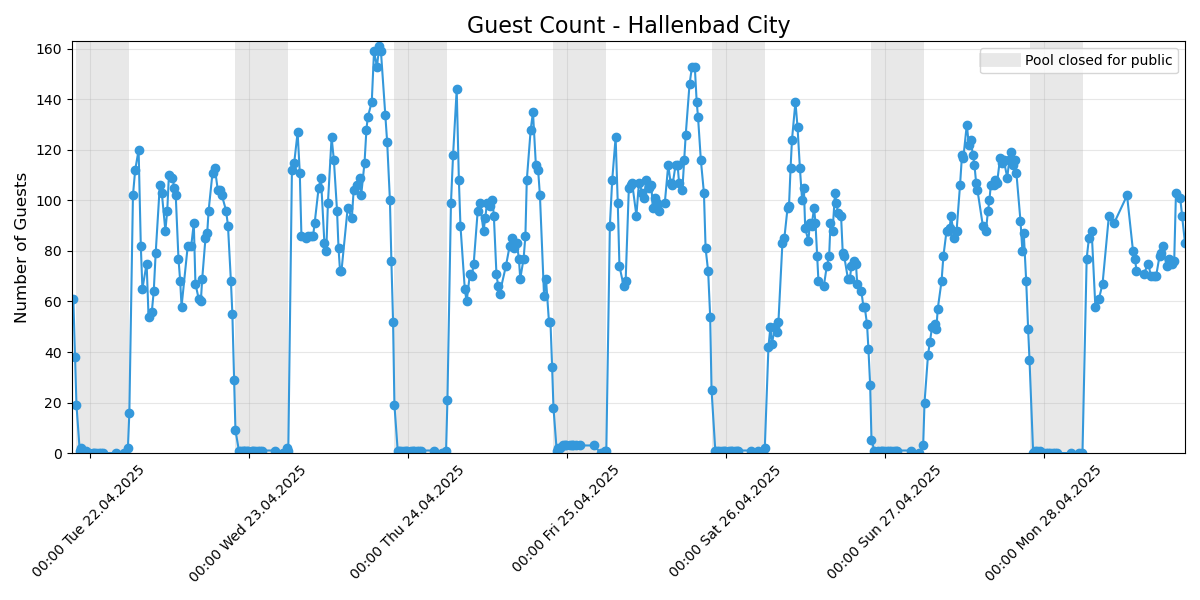 Guest Count - Hallenbad City
Pool closed for public
Number of Guests
160
140
120
100
80
60
40
20
0
00:00 Tue 22.04.2025
00:00 Wed 23.04.2025
00:00 Thu 24.04.2025
00:00 Fri 25.04.2025
00:00 Sat 26.04.2025
00:00 Sun 27.04.2025
00:00 Mon 28.04.2025